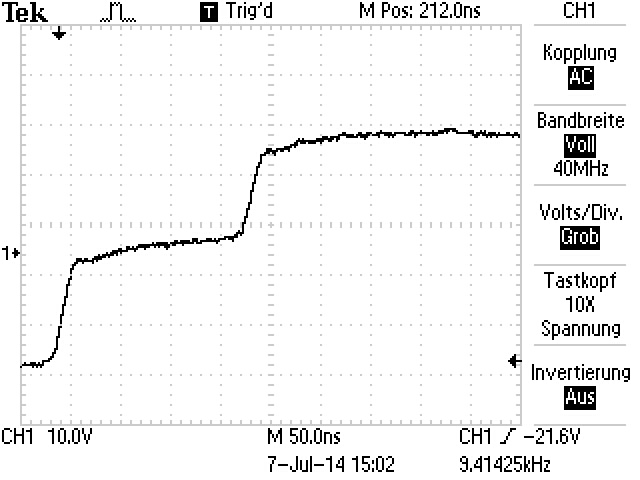 Tek T Trig'd M Pos: 212.0ns CH1
Kopplung
AC
Bandbreite
Voll
40MHz
Volts/Div.
Grob
1
Tastkopf
10X
Spannung
Invertierung
Aus
CH1 10.0V M 50.0ns CH1 -21.6V
7-Jul-14 15:02 9.41425kHz